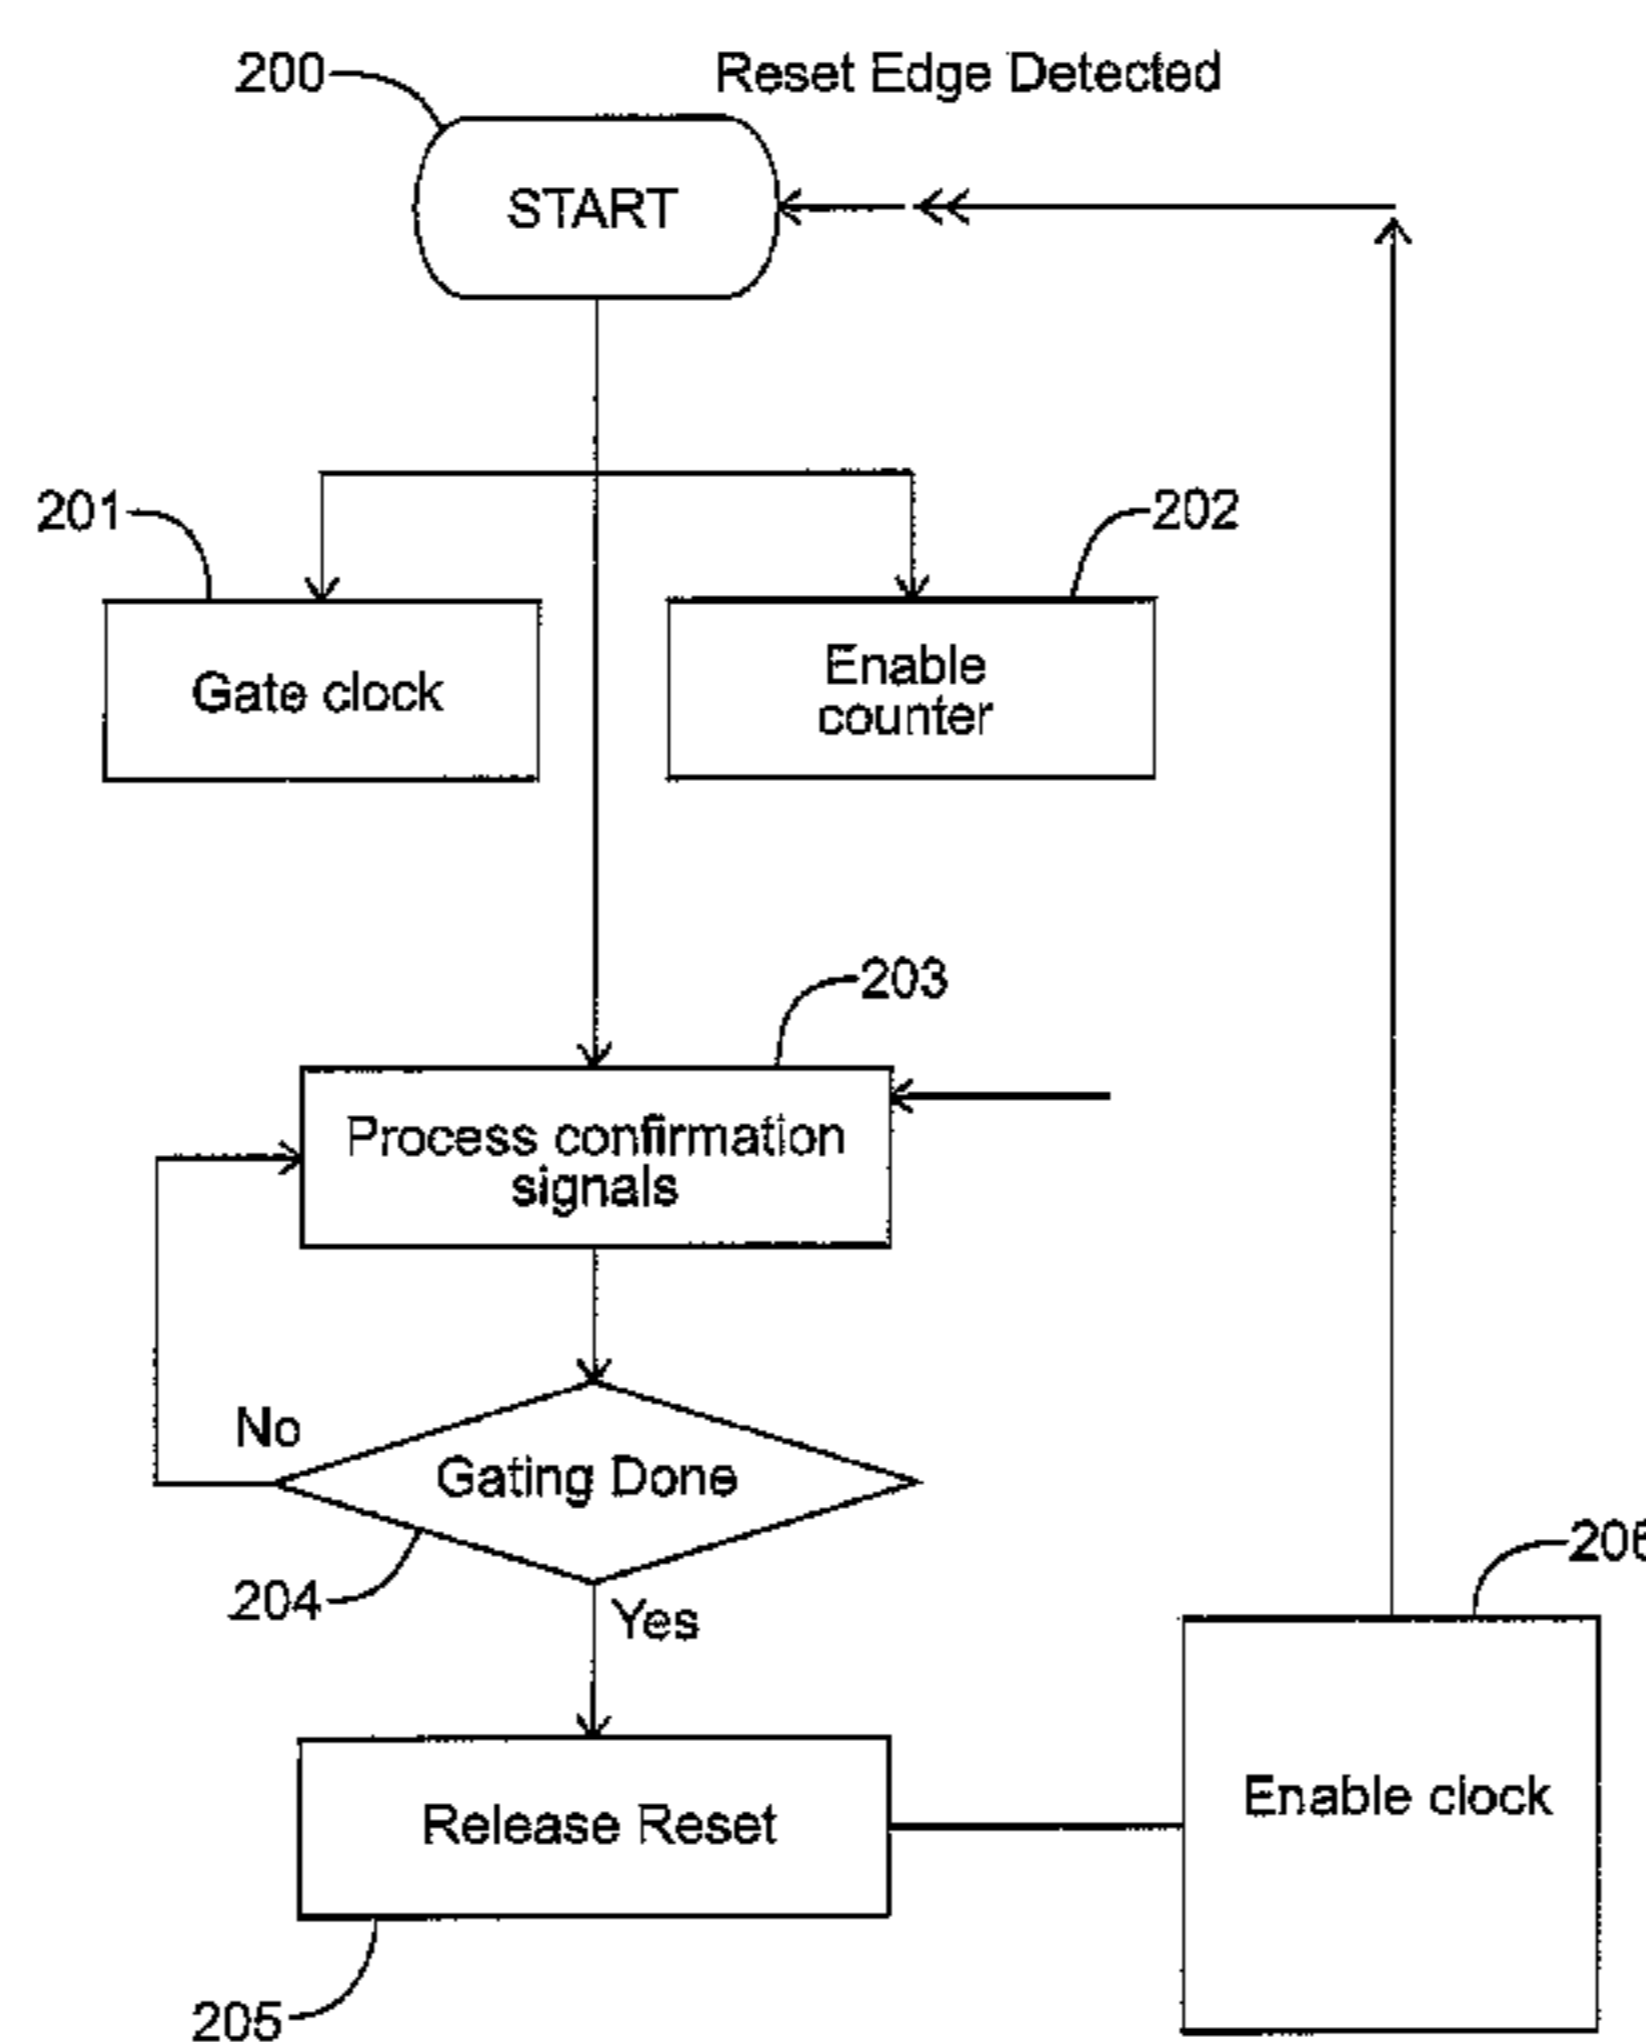 200
Reset Edge Detected
START
201
202
Gate clock
Enable
counter
203
Process confirmation
signals
No
Gating Done
204
Yes
206
Enable clock
Release Reset
205